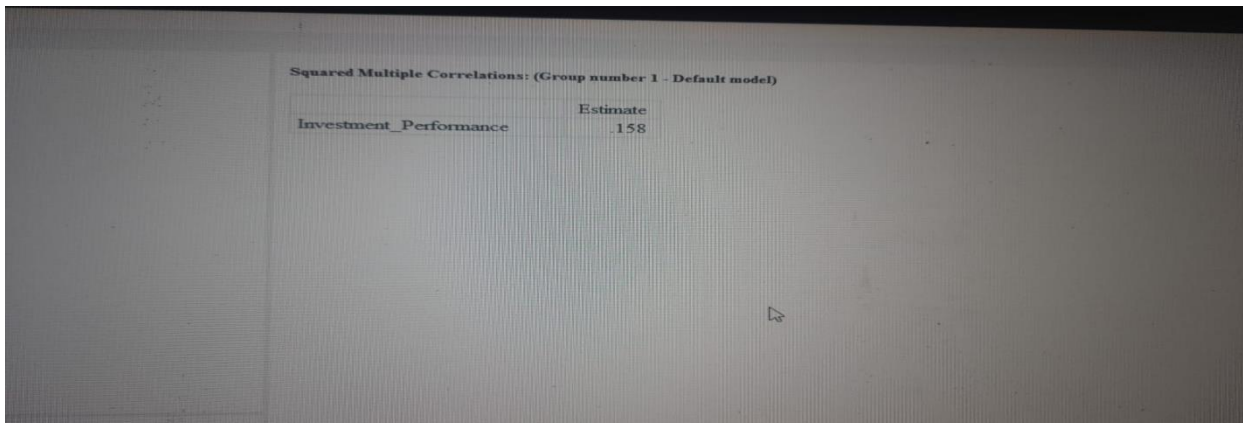 Squared Multiple Correlations: (Group number 1 - Default model)
Estimate
Investment_Performance .158